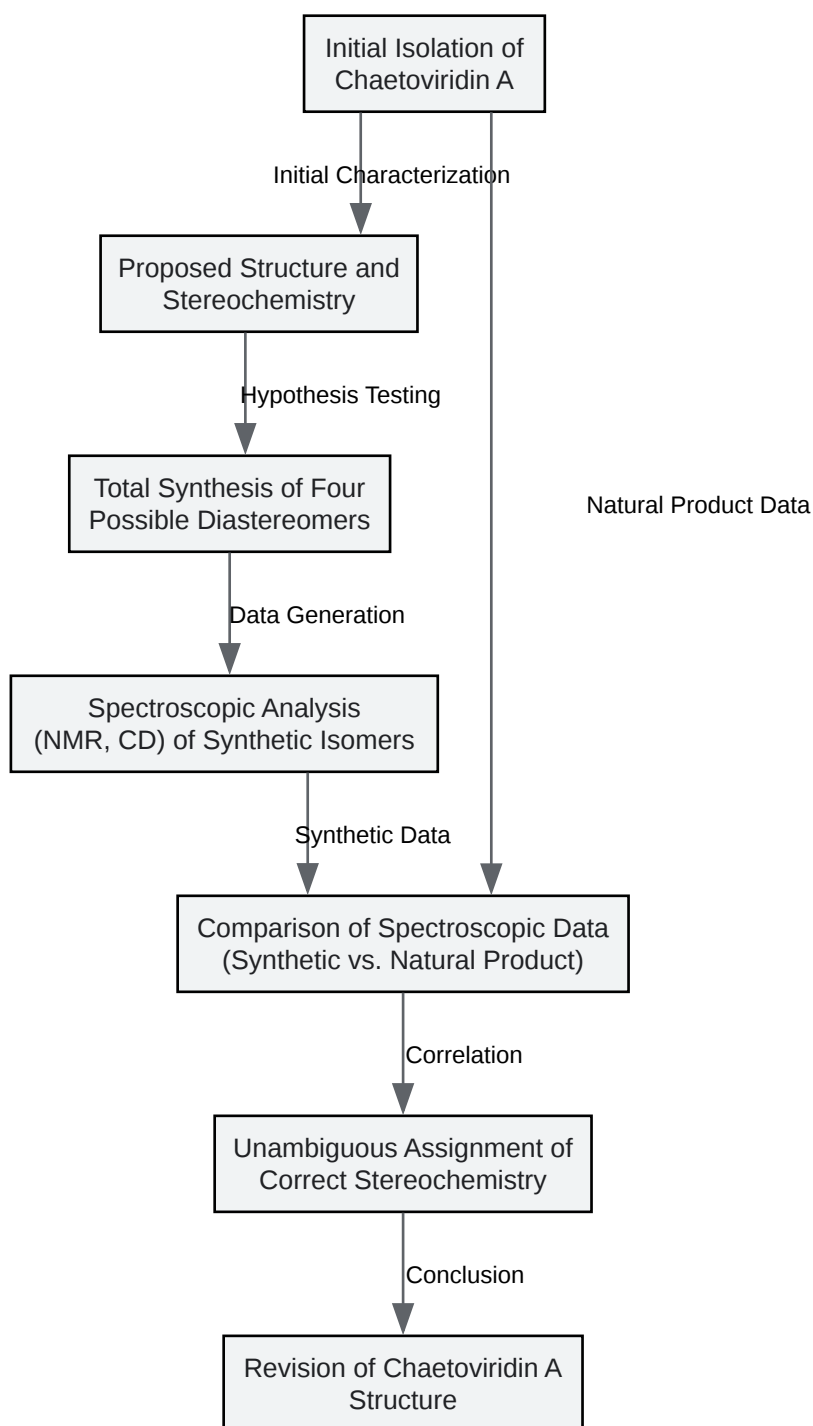 Initial Isolation of
Chaetoviridin A
Initial Characterization
Proposed Structure and
Stereochemistry
Hypothesis Testing
Total Synthesis of Four
Possible Diastereomers
Natural Product Data
Data Generation
Spectroscopic Analysis
(NMR, CD) of Synthetic Isomers
Synthetic Data
Comparison of Spectroscopic Data
(Synthetic vs. Natural Product)
Correlation
Unambiguous Assignment of
Correct Stereochemistry
Conclusion
Revision of Chaetoviridin A
Structure